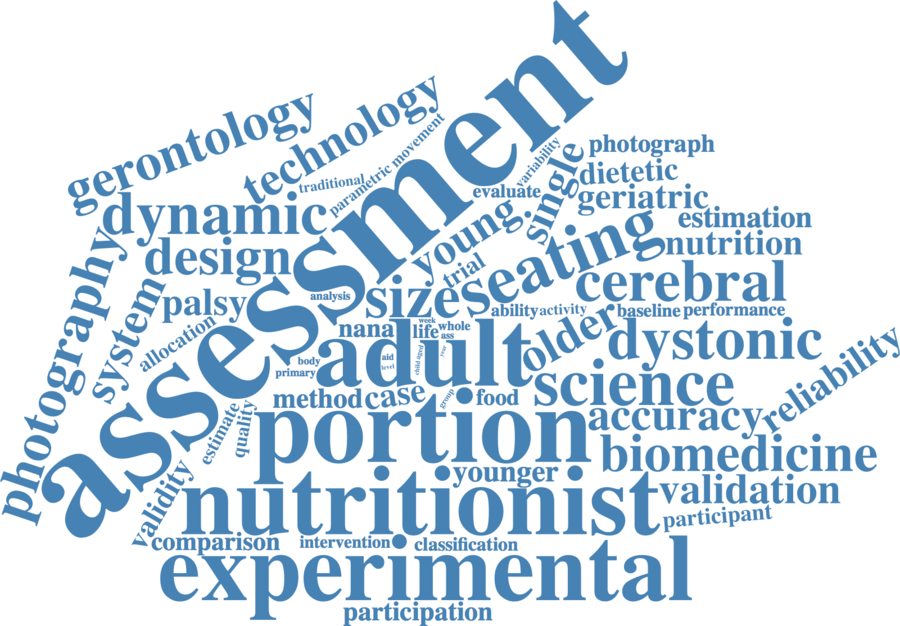 assessment
gerontology
technology
traditional
parametric movement
variability
photograph
dynamic
evaluate
single
dietetic
geriatric
young
estimation
design
trial
seating
nutrition
photography
system
palsy
analysis
size
cerebral
allocation
ability
activity
baseline
performance
nana
week
life
whole
ass
older
dystonic
adult
body
aid
level
child aged
year
primary
science
reliability
method
case
group
food
accuracy
estimate
quality
portion
biomedicine
younger
validity
nutritionist
validation
participant
comparison
intervention
classification
experimental
participation